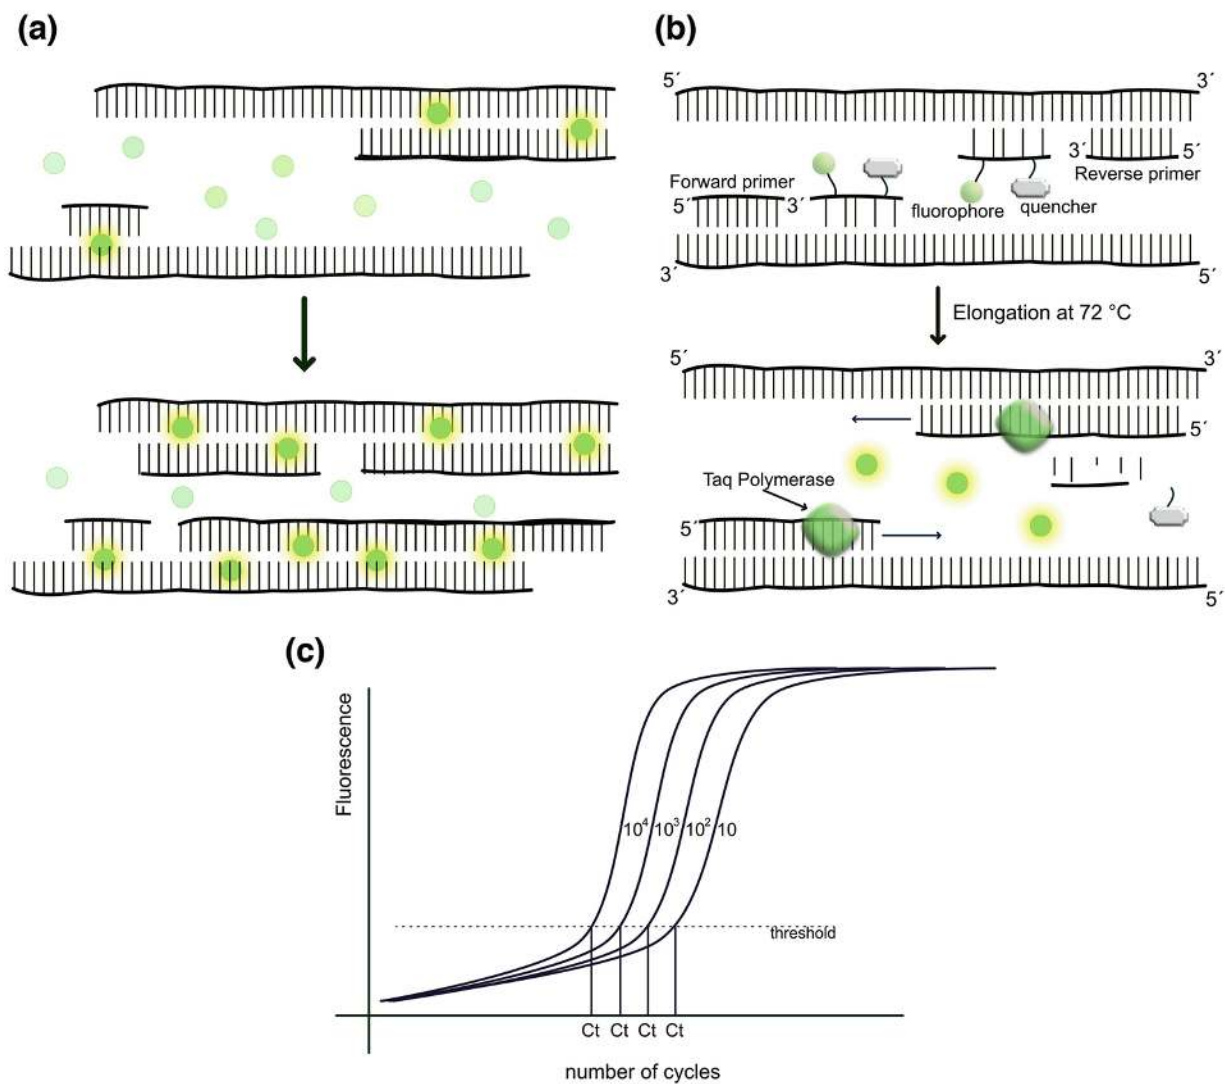 (a)
(b)
5´ 3´
3´ 5´
Reverse primer
Forward primer
5´ 3´
fluorophore quencher
3´ 5´
Elongation at 72 °C
5´ 3´
5´
Taq Polymerase
5´
3´ 5´
(c)
Fluorescence
10⁴ 10³ 10² 10
threshold
Ct Ct Ct Ct
number of cycles